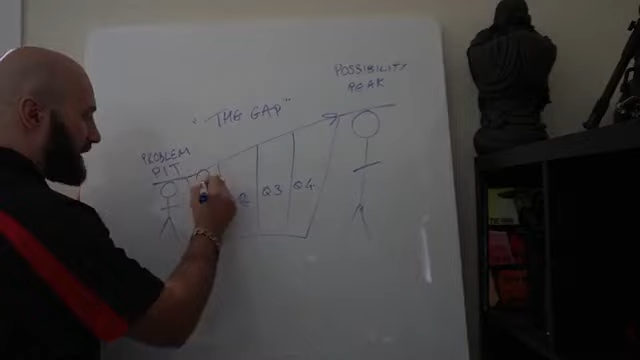 POSSIBILITY
PEAK
"THE GAP"
PROBLEM
PIT
Q3
Q4